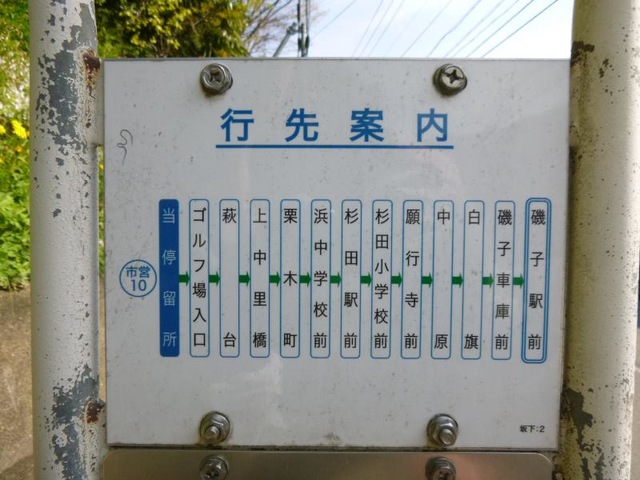 行先案内
市営
10
当停留所
ゴルフ場入口
萩台
上中里橋
栗木町
浜中学校前
杉田駅前
杉田小学校前
願行寺前
中原
白旗
磯子車庫前
磯子駅前
坂下:2